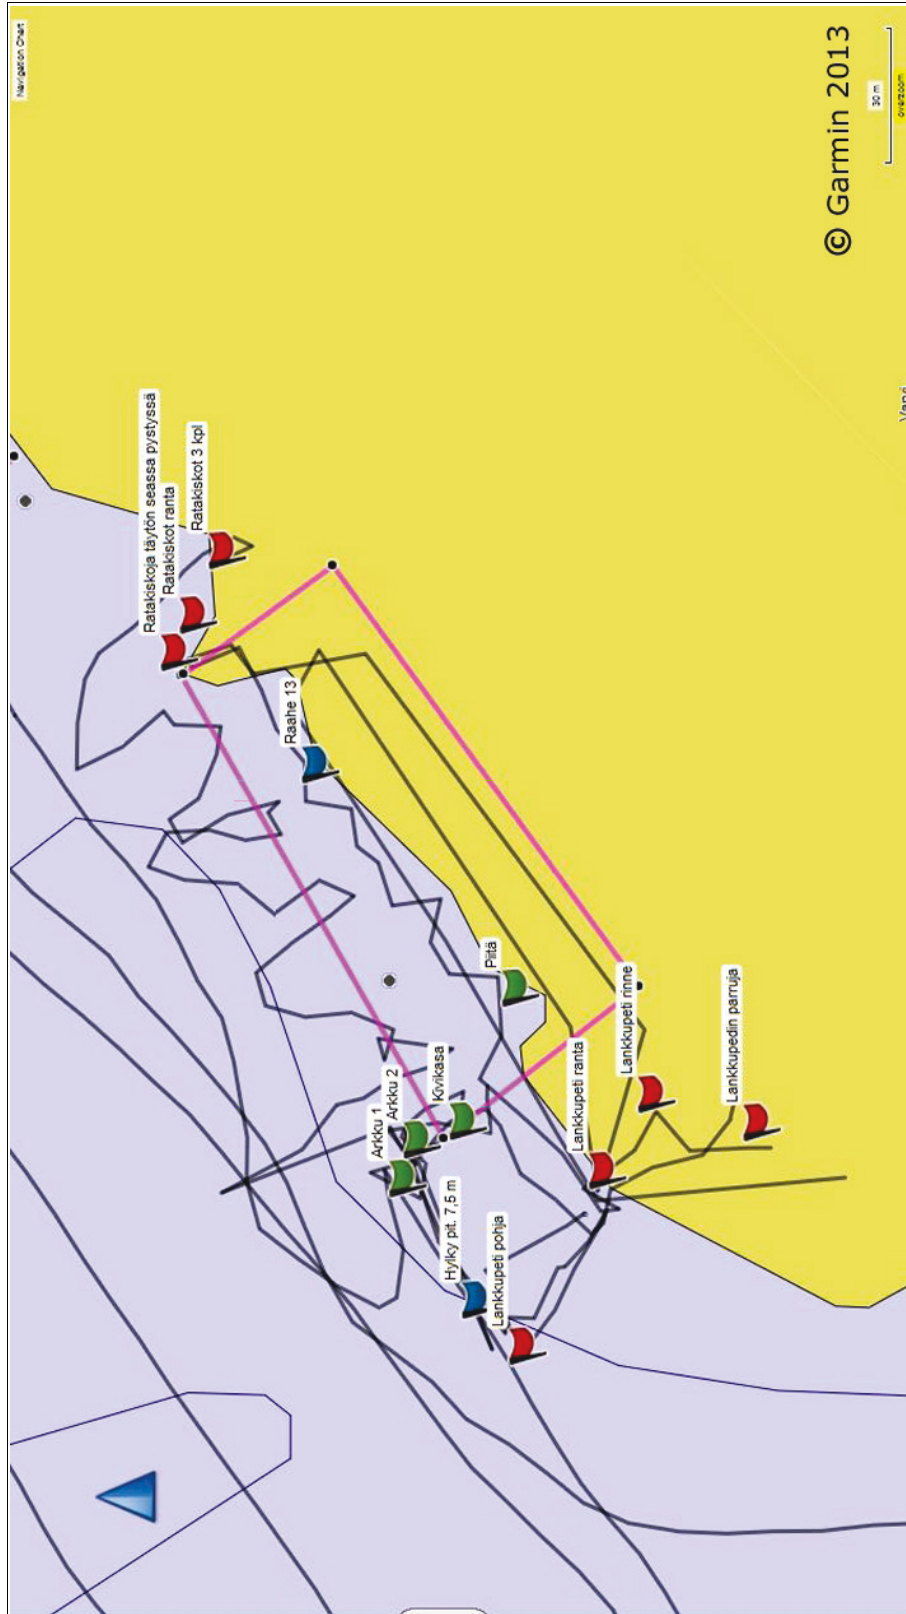 Navigation Chart
Ratakiskoja täytön seassa pystyssä
Ratakiskot ranta
Ratakiskot 3 kpl
Raahe 13
Arkku 1
Arkku 2
Kivikasa
Hylky pit. 7,5 m
Piitä
Lankkupeti pohja
Lankkupeti ranta
Lankkupeti rinne
Lankkupedin parruja
© Garmin 2013
30 m
overzoom